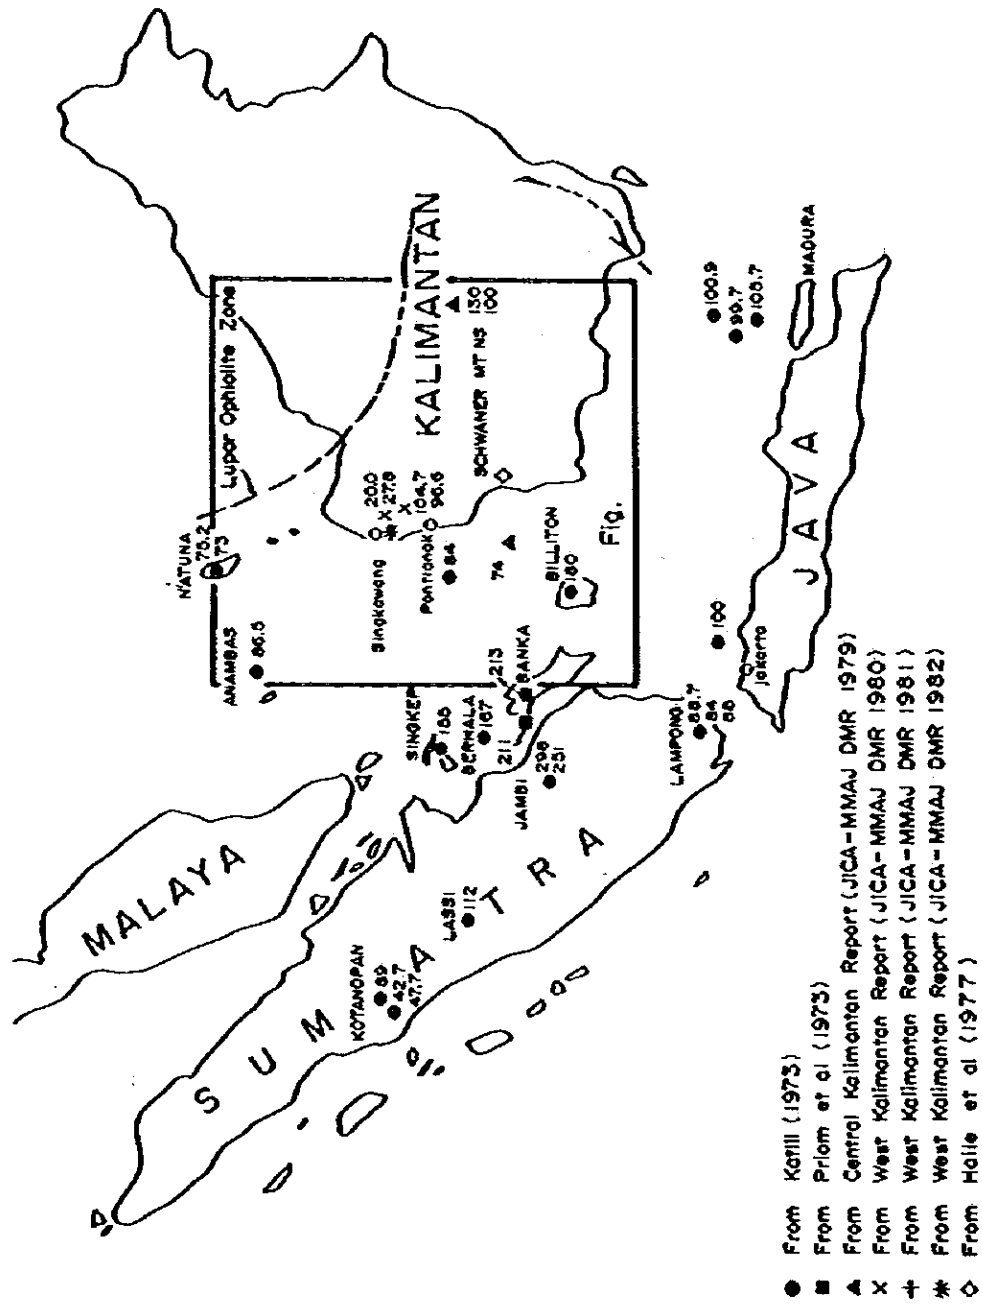 N'ATUNA
75.2
73
Lupar Ophiolite Zone
ANAMBAS
86.5
MALAYA
Singkawang
20.0
27.8
104.7
Pontianak
96.6
84
KALIMANTAN
130
100
SCHWANER MT NS
74
BILLITON
180
Fig.
SINGKEP
185
BERHALA
167
213
BANKA
211
JAMBI
298
251
LASSI
112
KOTANOPAN
89
42.7
47.7
SUMATRA
LAMPONG
88.7
84
88
100
Jakarta
JAVA
100.9
99.7
105.7
MADURA
● From Katili (1973)
■ From Priam et al (1973)
▲ From Central Kalimantan Report (JICA-MMAJ DMR 1979)
× From West Kalimantan Report (JICA-MMAJ DMR 1980)
+ From West Kalimantan Report (JICA-MMAJ DMR 1981)
✳ From West Kalimantan Report (JICA-MMAJ DMR 1982)
◇ From Haile et al (1977)